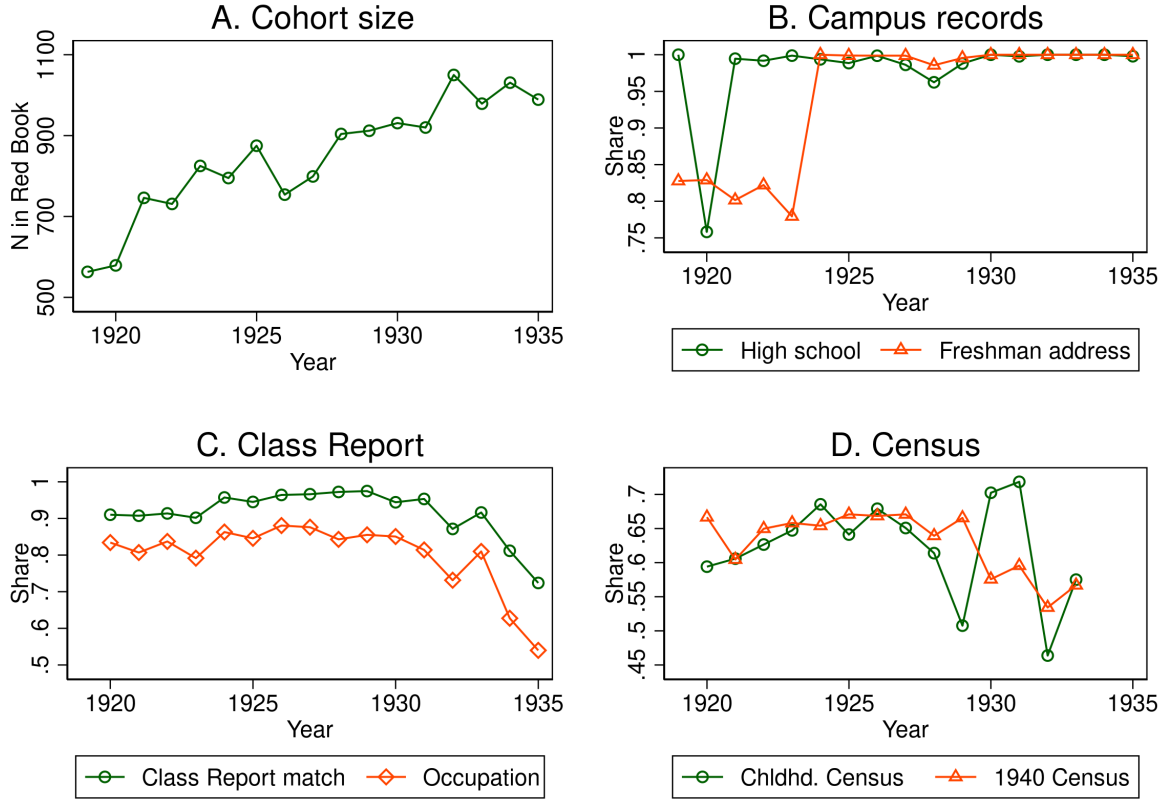 A. Cohort size
N in Red Book
1100
900
700
500
1920
1925
1930
1935
Year
B. Campus records
Share
1
.95
.9
.85
.8
.75
1920
1925
1930
1935
Year
High school
Freshman address
C. Class Report
Share
1
.9
.8
.7
.6
.5
1920
1925
1930
1935
Year
Class Report match
Occupation
D. Census
Share
.7
.65
.6
.55
.5
.45
1920
1925
1930
1935
Year
Chldhd. Census
1940 Census